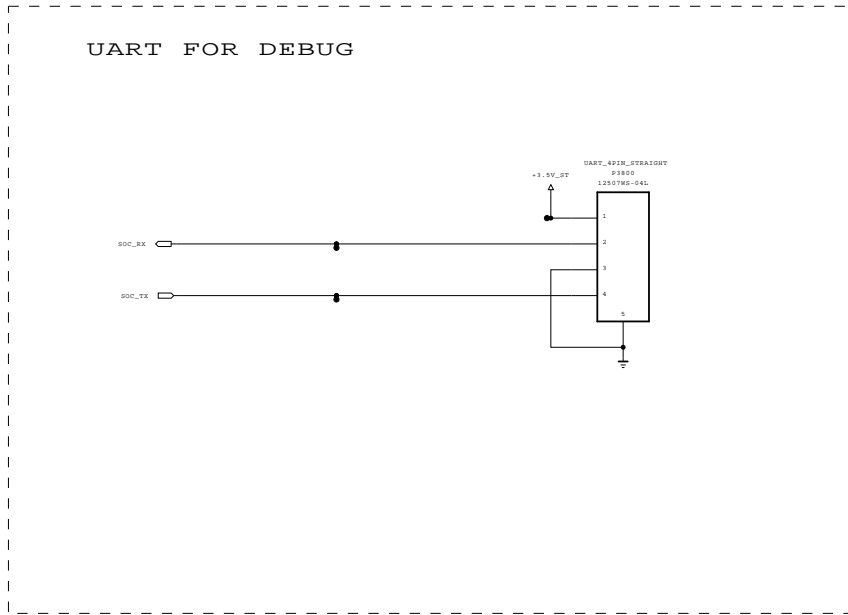 UART FOR DEBUG
UART_4PIN_STRAIGHT
P3800
12507WS-04L
+3.5V_ST
1
SOC_RX
2
3
SOC_TX
4
5